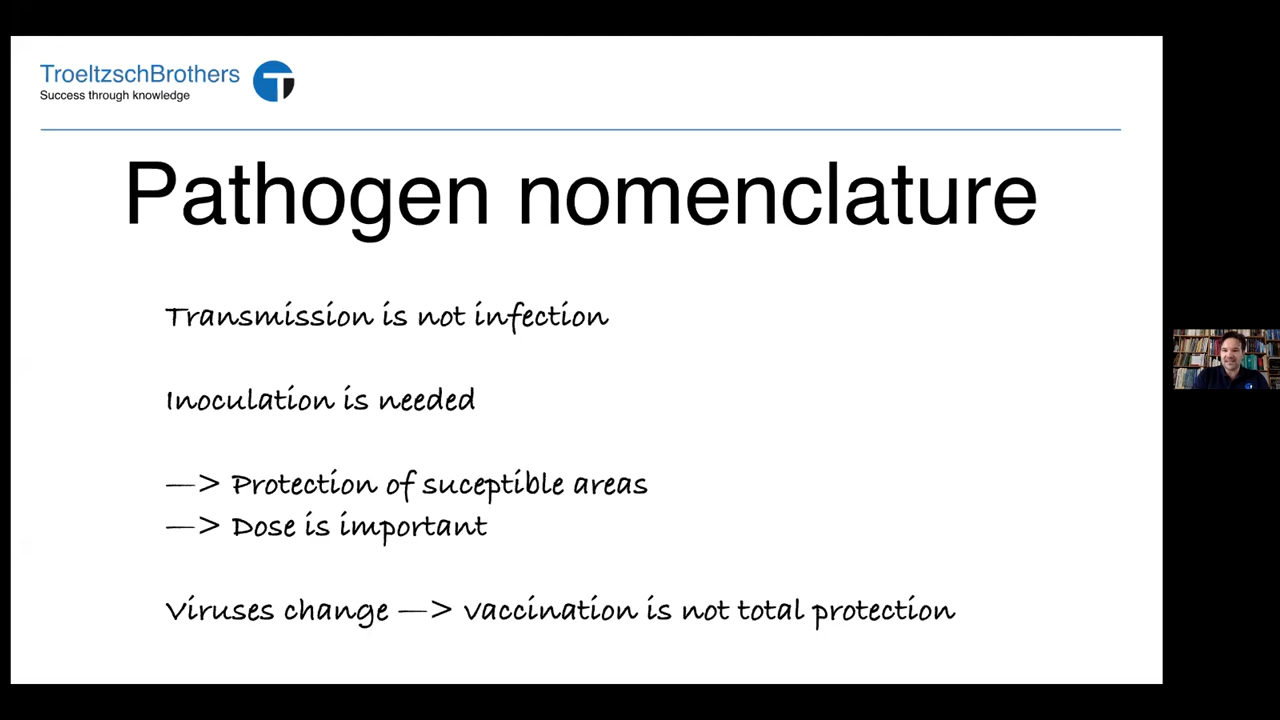 TroeltzschBrothers
Success through knowledge
T
Pathogen nomenclature
Transmission is not infection
Inoculation is needed
—> Protection of suceptible areas
—> Dose is important
Viruses change —> vaccination is not total protection